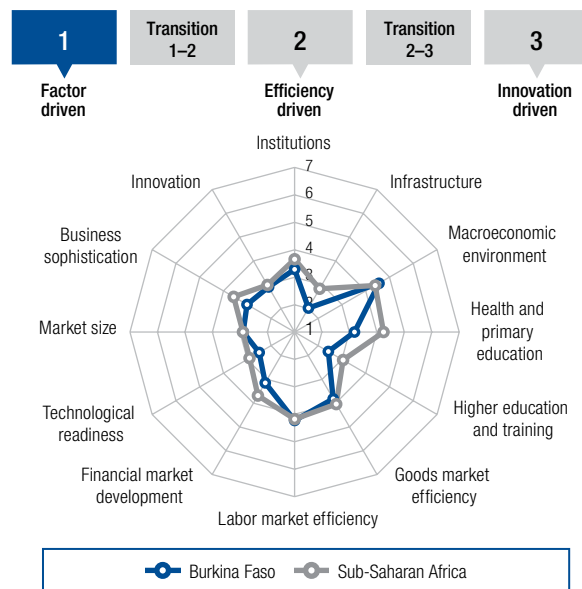 1
Transition
1–2
2
Transition
2–3
3
Factor
driven
Efficiency
driven
Innovation
driven
Institutions
7
Innovation
Infrastructure
6
5
Business
sophistication
4
Macroeconomic
environment
3
2
Market size
1
Health and
primary
education
Technological
readiness
Higher education
and training
Financial market
development
Goods market
efficiency
Labor market efficiency
Burkina Faso
Sub-Saharan Africa